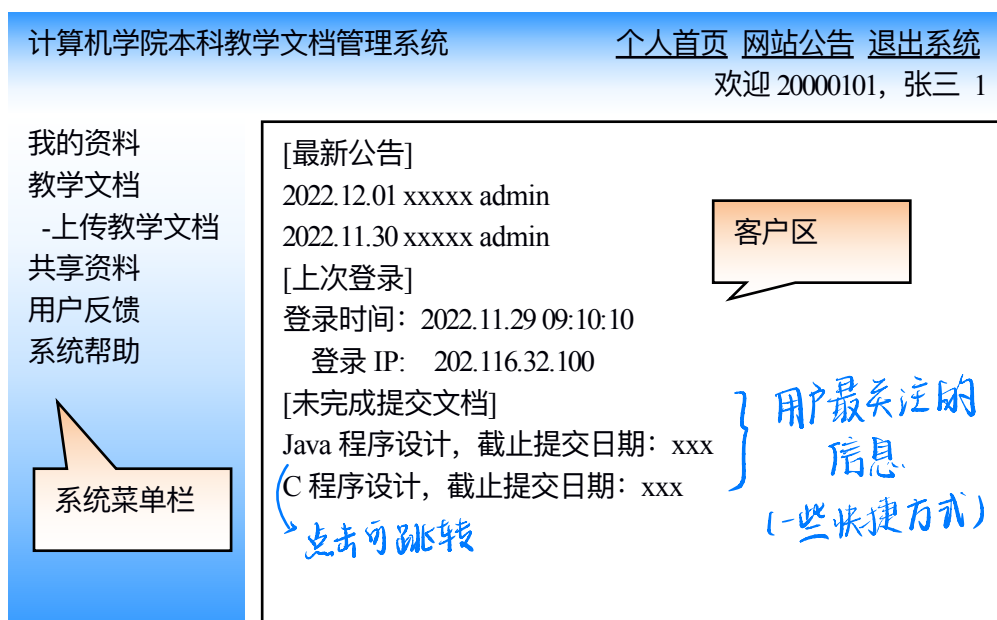 计算机学院本科教学文档管理系统
个人首页 网站公告 退出系统
欢迎 20000101，张三 1
我的资料
教学文档
-上传教学文档
共享资料
用户反馈
系统帮助
系统菜单栏
[最新公告]
2022.12.01 xxxxx admin
2022.11.30 xxxxx admin
客户区
[上次登录]
登录时间：2022.11.29 09:10:10
登录 IP: 202.116.32.100
[未完成提交文档]
Java 程序设计，截止提交日期：xxx
C 程序设计，截止提交日期：xxx
用户最关注的
信息.
(一些快捷方式)
点击可跳转